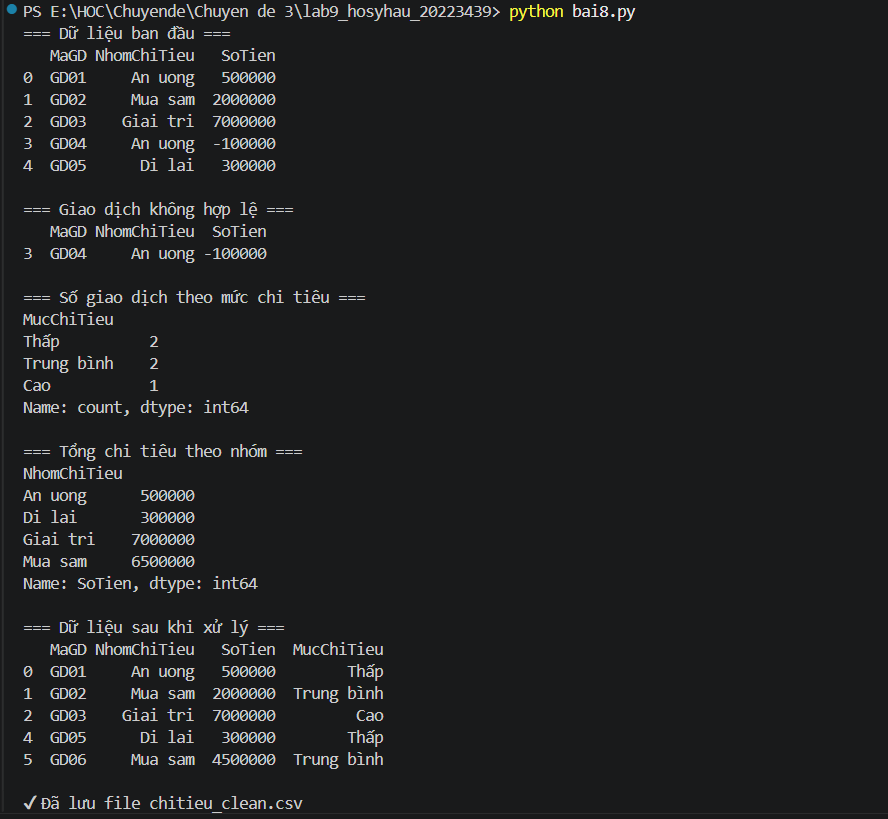 PS E:\HOC\Chuyende\Chuyen de 3\lab9_hosyhau_20223439> python bai8.py
=== Dữ liệu ban đầu ===
   MaGD NhomChiTieu   SoTien
0  GD01     An uong   500000
1  GD02     Mua sam  2000000
2  GD03    Giai tri  7000000
3  GD04     An uong  -100000
4  GD05      Di lai   300000

=== Giao dịch không hợp lệ ===
   MaGD NhomChiTieu  SoTien
3  GD04     An uong -100000

=== Số giao dịch theo mức chi tiêu ===
MucChiTieu
Thấp          2
Trung bình    2
Cao           1
Name: count, dtype: int64

=== Tổng chi tiêu theo nhóm ===
NhomChiTieu
An uong      500000
Di lai       300000
Giai tri    7000000
Mua sam     6500000
Name: SoTien, dtype: int64

=== Dữ liệu sau khi xử lý ===
   MaGD NhomChiTieu   SoTien  MucChiTieu
0  GD01     An uong   500000        Thấp
1  GD02     Mua sam  2000000  Trung bình
2  GD03    Giai tri  7000000         Cao
4  GD05      Di lai   300000        Thấp
5  GD06     Mua sam  4500000  Trung bình

✔ Đã lưu file chitieu_clean.csv